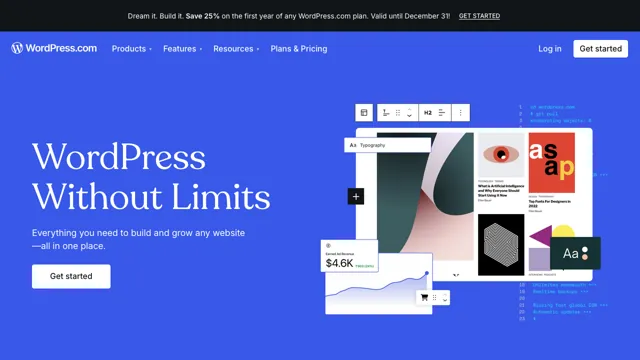 Dream it. Build it. Save 25% on the first year of any WordPress.com plan. Valid until December 31! GET STARTED
WordPress.com Products Features Resources Plans & Pricing Log in Get started
WordPress
Without Limits
Everything you need to build and grow any website
—all in one place.
Get started
H2
Aa Typography
What is Artificial Intelligence and Why Everyone Should Start Using it Now
as
ap
Top Fonts For Designers in 2022
Earned Ad Revenue
$4.6K
Aa